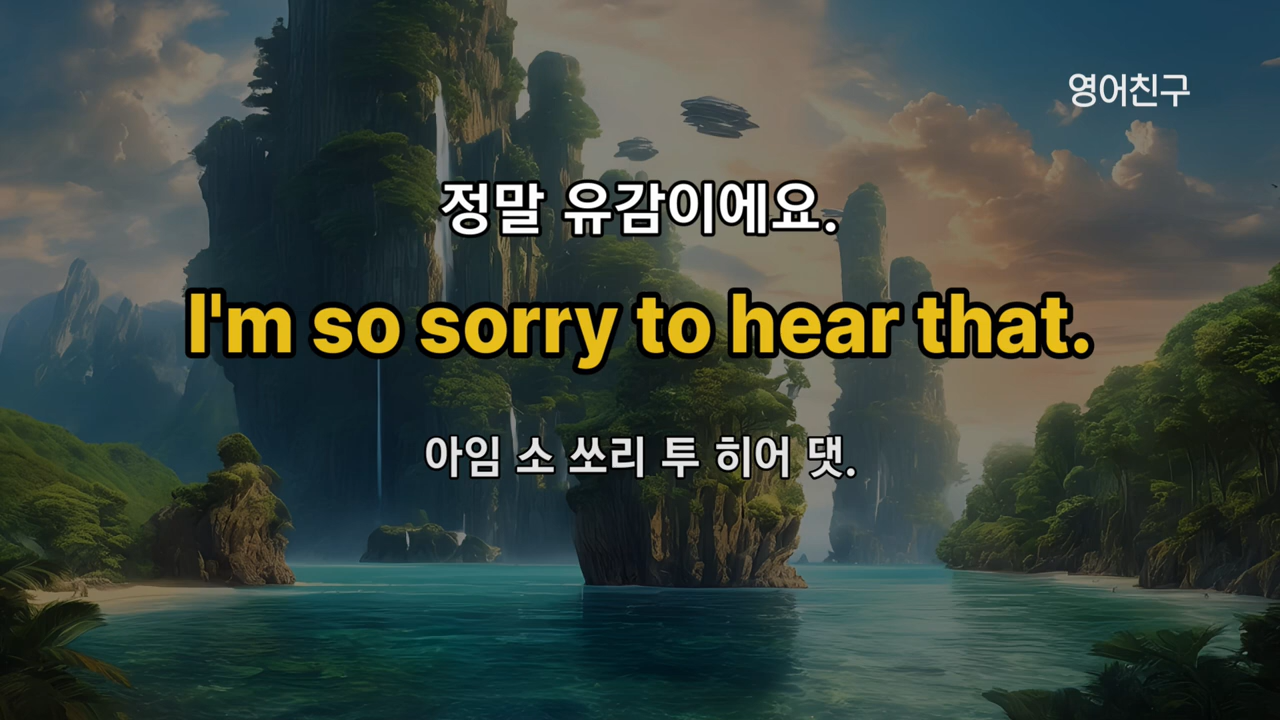 영어친구
정말 유감이에요.
I'm so sorry to hear that.
아임 소 쏘리 투 히어 댓.